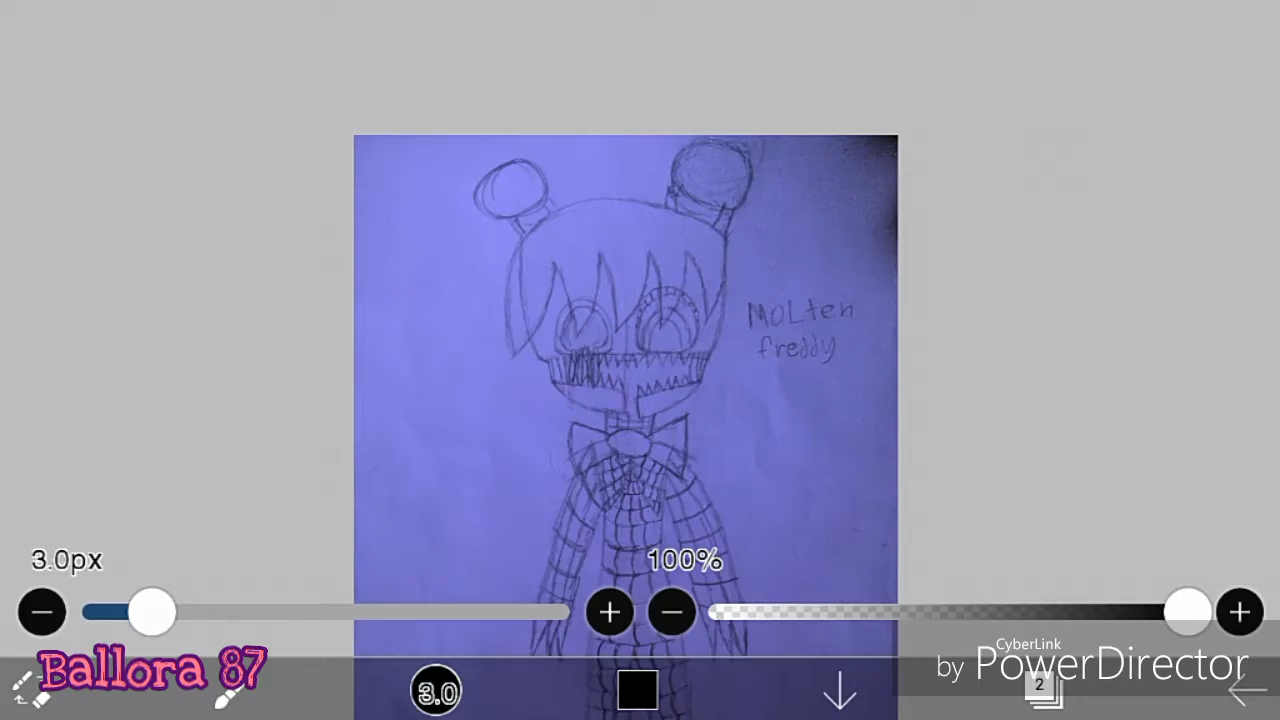 MoLten
freddy
3.0px
100%
Ballora 87
3.0
2
CyberLink
by PowerDirector